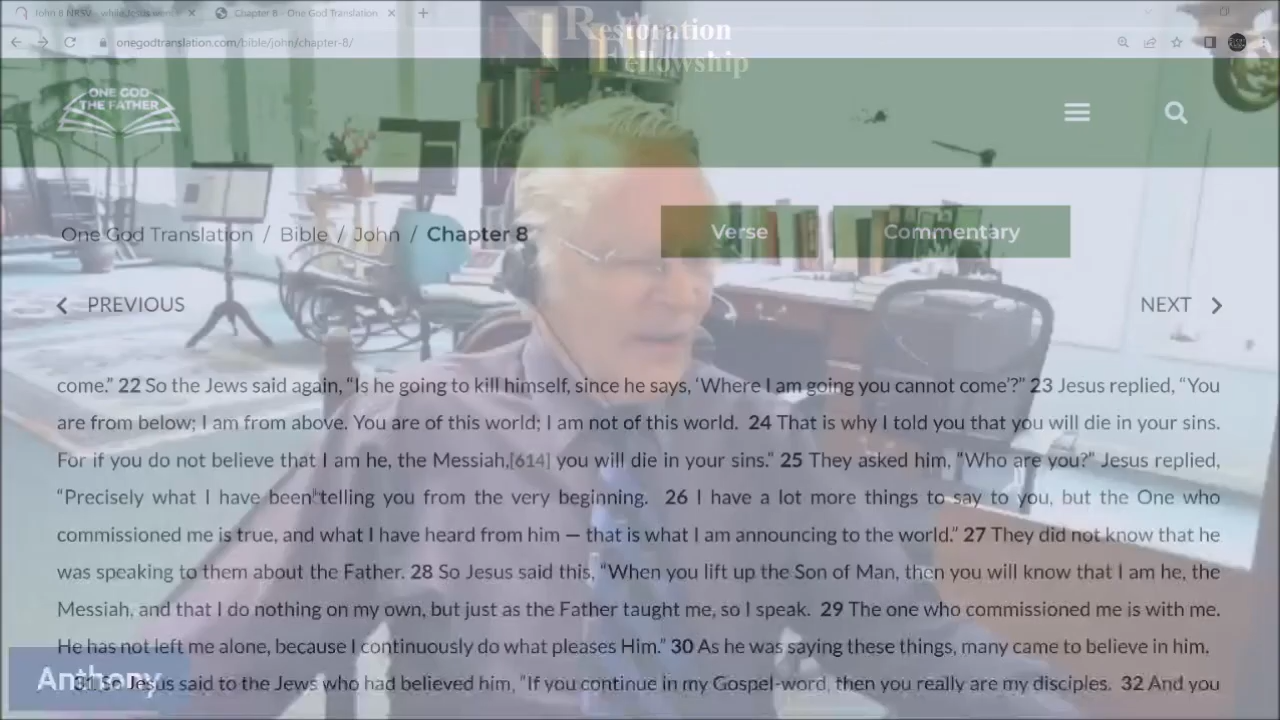 John 8 NRSV - while Jesus went
Chapter 8 - One God Translation
Restoration
Fellowship
onegodtranslation.com/bible/john/chapter-8/
ONE GOD
THE FATHER
One God Translation / Bible / John / Chapter 8
Verse
Commentary
PREVIOUS
NEXT
come.” 22 So the Jews said again, “Is he going to kill himself, since he says, ‘Where I am going you cannot come’?” 23 Jesus replied, “You
are from below; I am from above. You are of this world; I am not of this world. 24 That is why I told you that you will die in your sins.
For if you do not believe that I am he, the Messiah,[614] you will die in your sins.” 25 They asked him, “Who are you?” Jesus replied,
“Precisely what I have been telling you from the very beginning. 26 I have a lot more things to say to you, but the One who
commissioned me is true, and what I have heard from him — that is what I am announcing to the world.” 27 They did not know that he
was speaking to them about the Father. 28 So Jesus said this, “When you lift up the Son of Man, then you will know that I am he, the
Messiah, and that I do nothing on my own, but just as the Father taught me, so I speak. 29 The one who commissioned me is with me.
He has not left me alone, because I continuously do what pleases Him.” 30 As he was saying these things, many came to believe in him.
31 So Jesus said to the Jews who had believed him, “If you continue in my Gospel-word, then you really are my disciples. 32 And you
Anthony